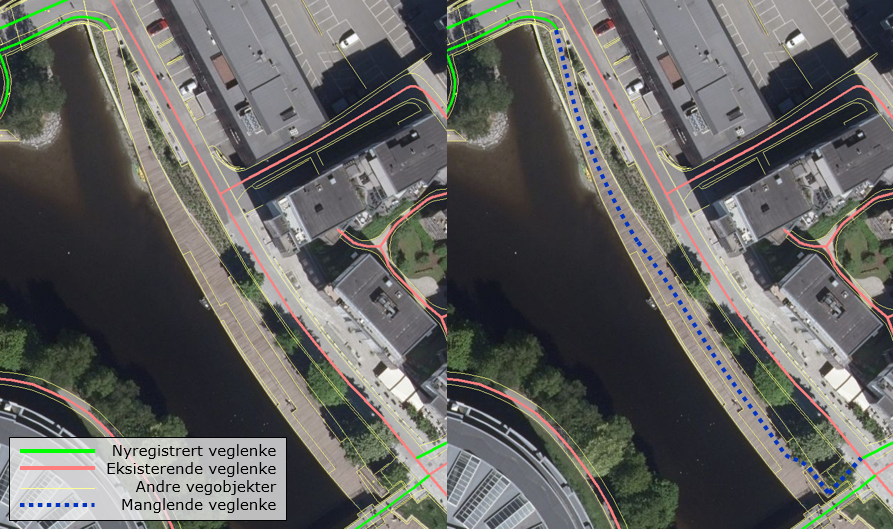 Nyregistrert veglenke
Eksisterende veglenke
Andre vegobjekter
Manglende veglenke